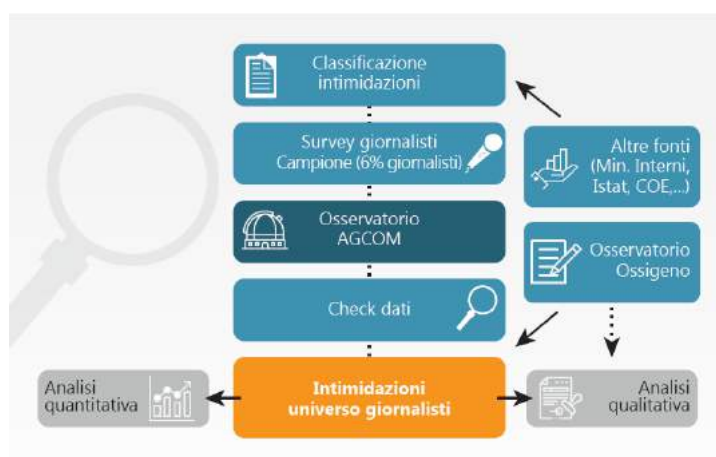 Classificazione
intimidazioni
Survey giornalisti
Campione (6% giornalisti)
Altre fonti
(Min. Interni,
Istat, COE,...)
Osservatorio
AGCOM
Osservatorio
Ossigeno
Check dati
Analisi
quantitativa
Intimidazioni
universo giornalisti
Analisi
qualitativa